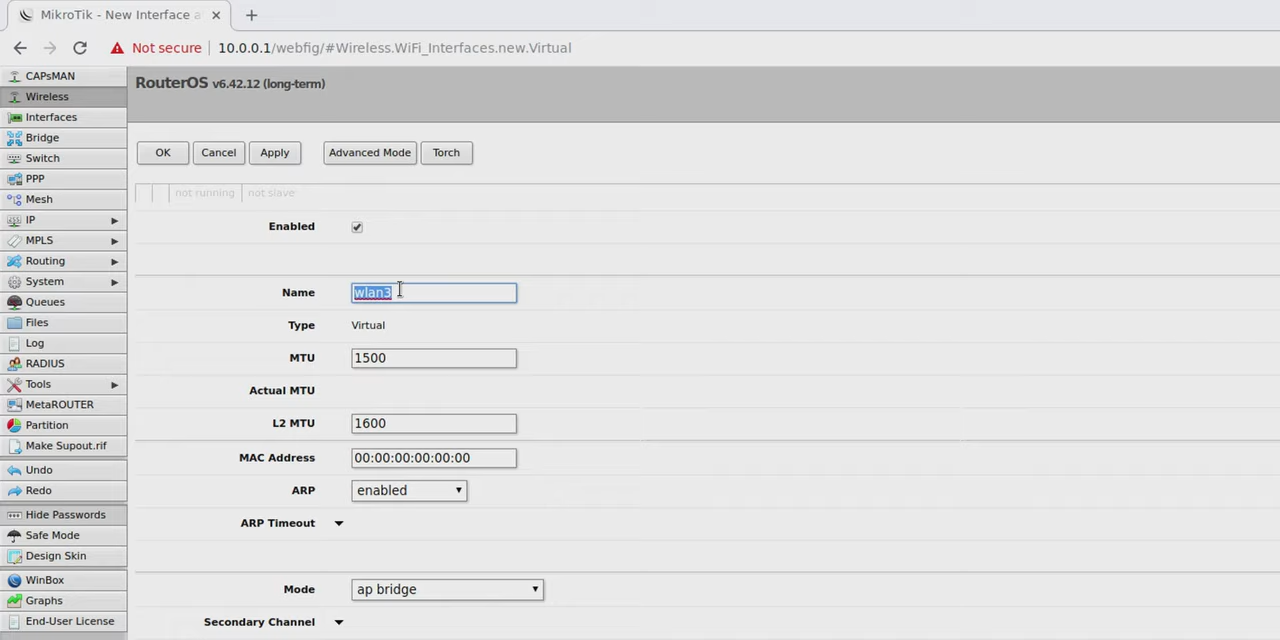 MikroTik - New Interface a
Not secure
10.0.0.1/webfig/#Wireless.WiFi_Interfaces.new.Virtual
CAPsMAN
Wireless
Interfaces
Bridge
Switch
PPP
Mesh
IP
MPLS
Routing
System
Queues
Files
Log
RADIUS
Tools
MetaROUTER
Partition
Make Supout.rif
Undo
Redo
Hide Passwords
Safe Mode
Design Skin
WinBox
Graphs
End-User License
RouterOS v6.42.12 (long-term)
OK Cancel Apply Advanced Mode Torch
not running not slave
Enabled
Name wlan3
Type Virtual
MTU 1500
Actual MTU
L2 MTU 1600
MAC Address 00:00:00:00:00:00
ARP enabled
ARP Timeout
Mode ap bridge
Secondary Channel